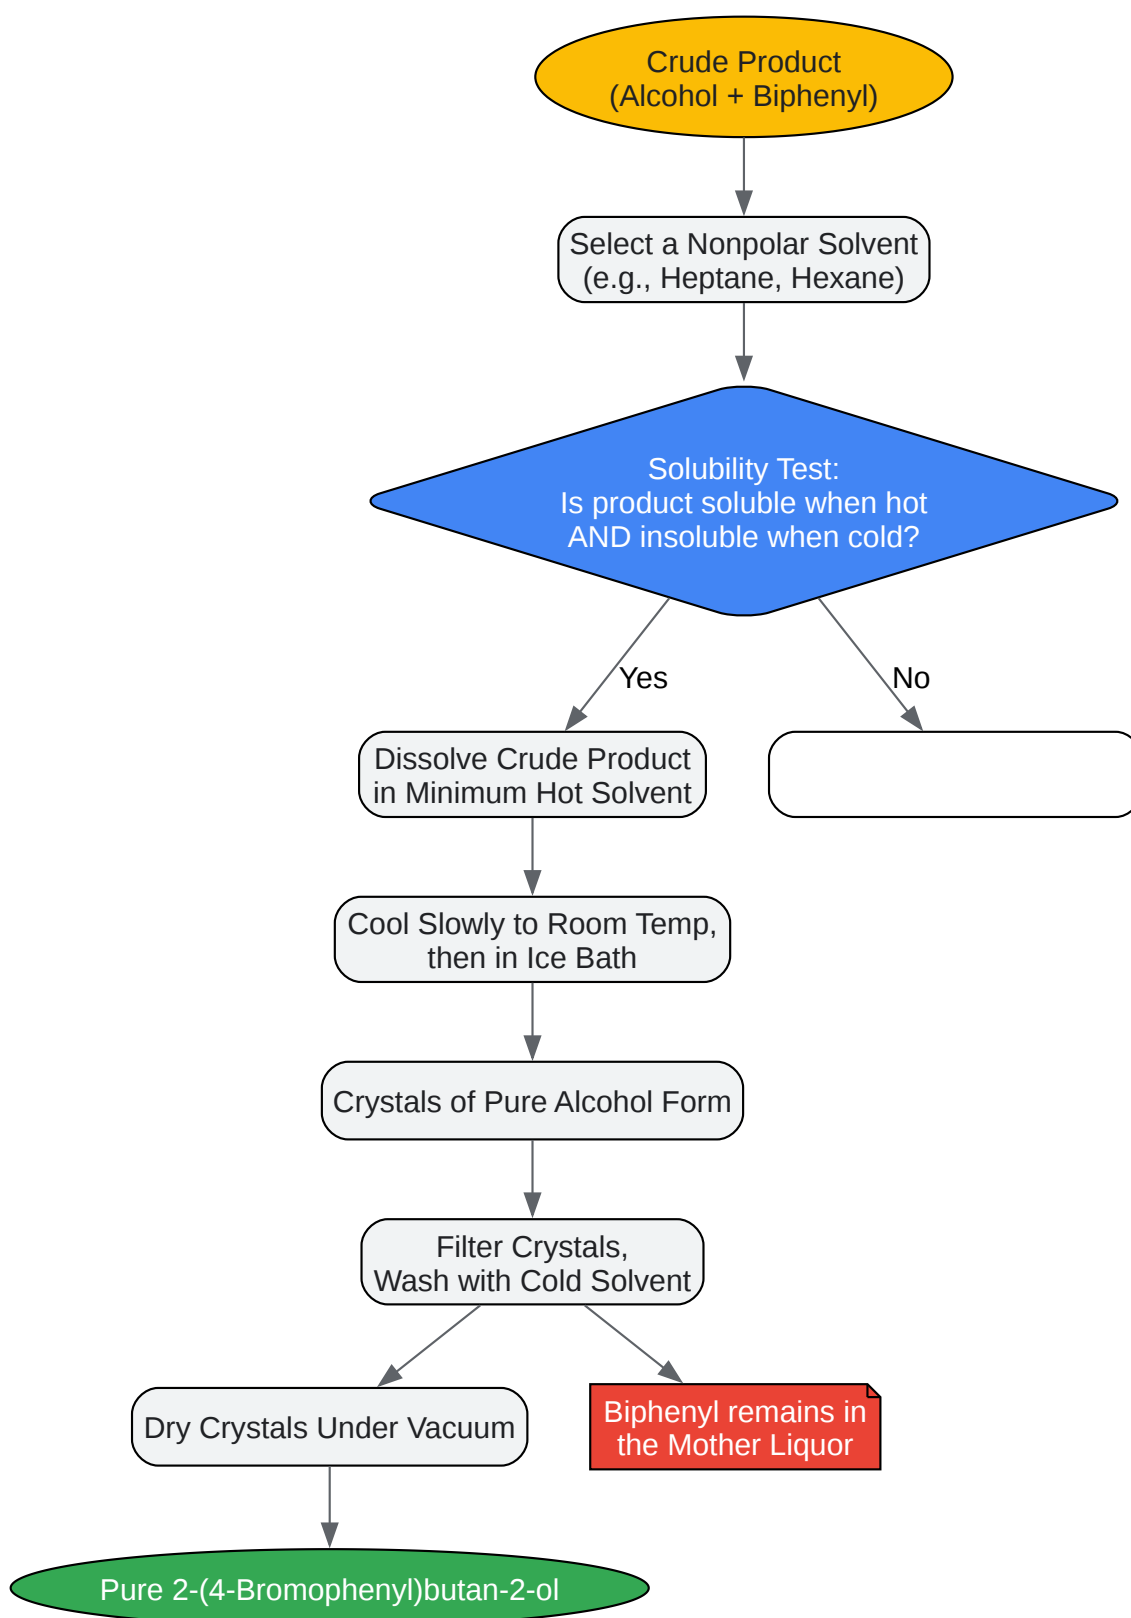 Crude Product
(Alcohol + Biphenyl)
Select a Nonpolar Solvent
(e.g., Heptane, Hexane)
Solubility Test:
Is product soluble when hot
AND insoluble when cold?
Yes
No
Dissolve Crude Product
in Minimum Hot Solvent
Cool Slowly to Room Temp,
then in Ice Bath
Crystals of Pure Alcohol Form
Filter Crystals,
Wash with Cold Solvent
Dry Crystals Under Vacuum
Biphenyl remains in
the Mother Liquor
Pure 2-(4-Bromophenyl)butan-2-ol